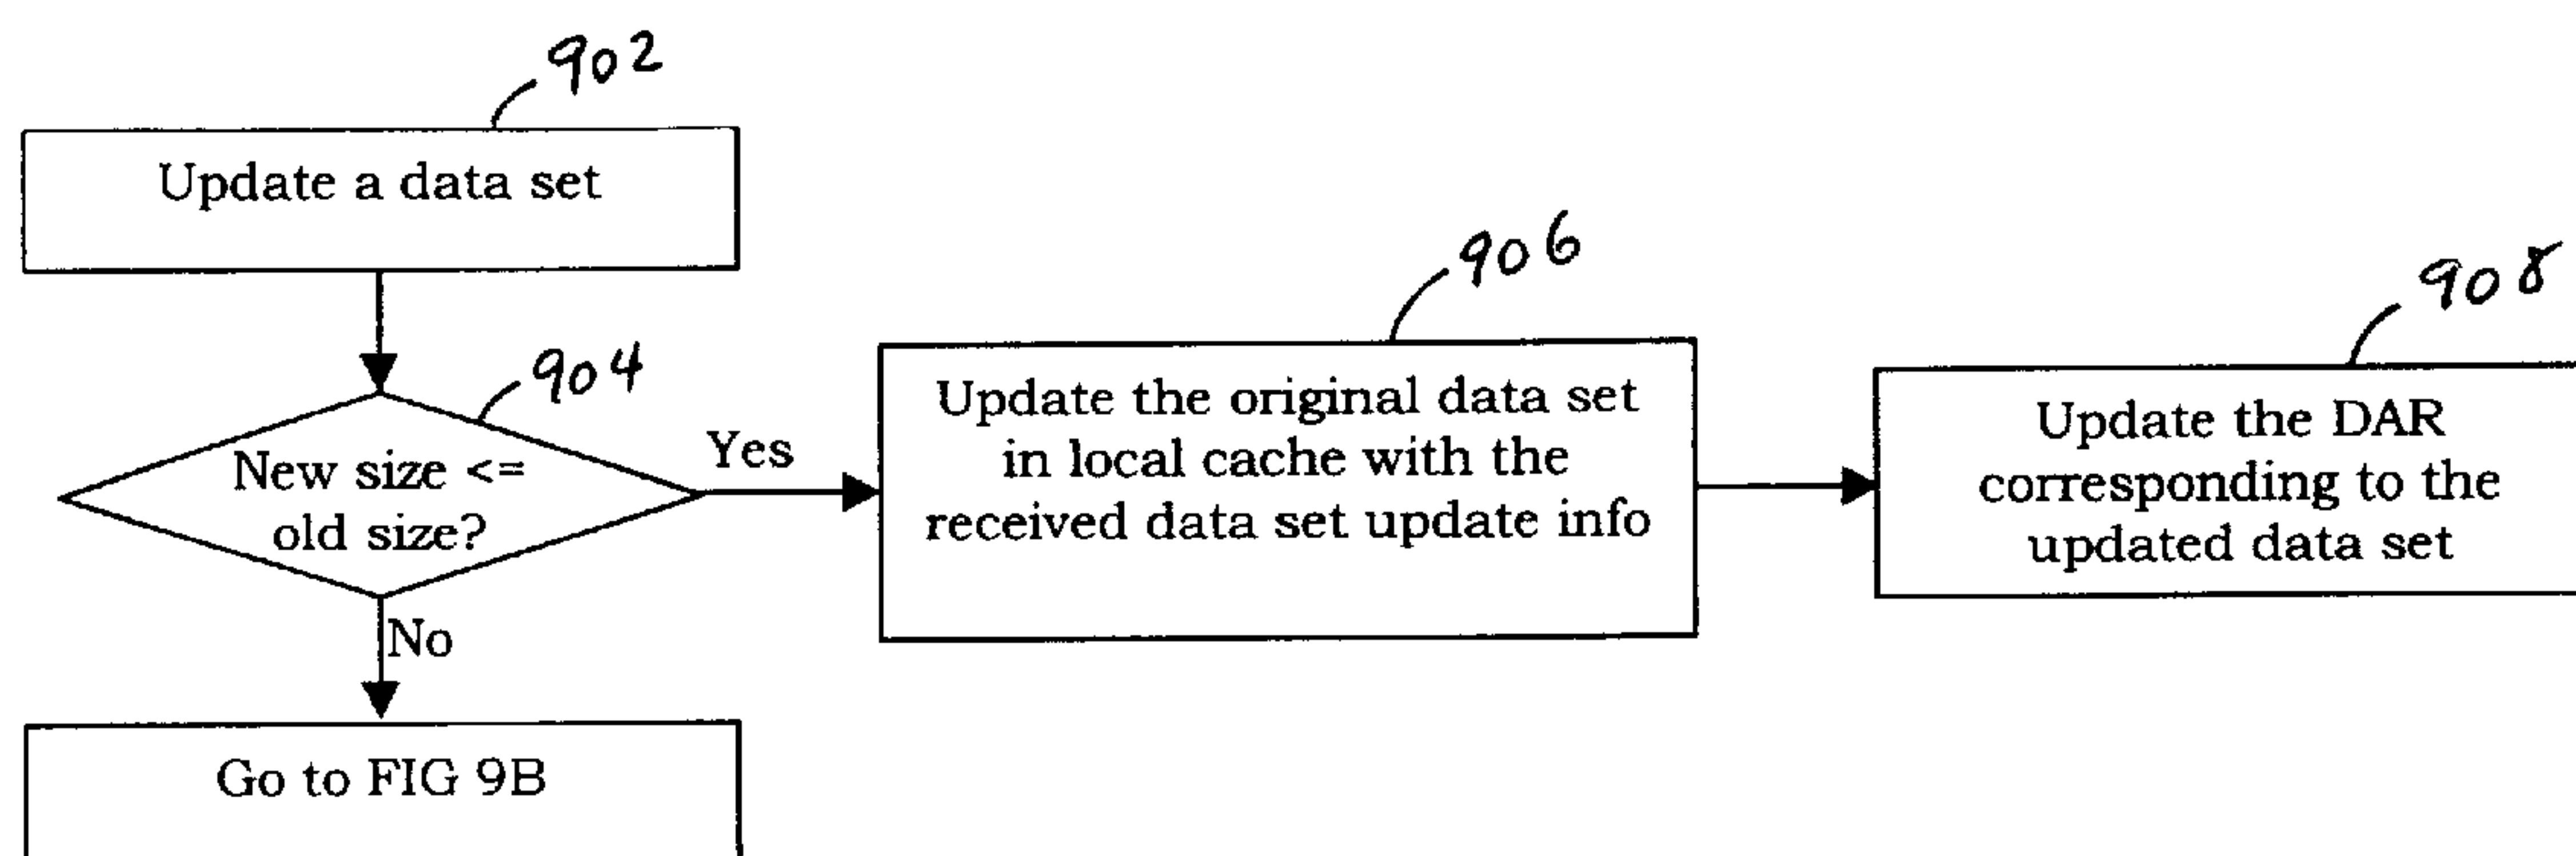 902
Update a data set
904
New size <=
old size?
Yes
No
Go to FIG 9B
906
Update the original data set
in local cache with the
received data set update info
908
Update the DAR
corresponding to the
updated data set